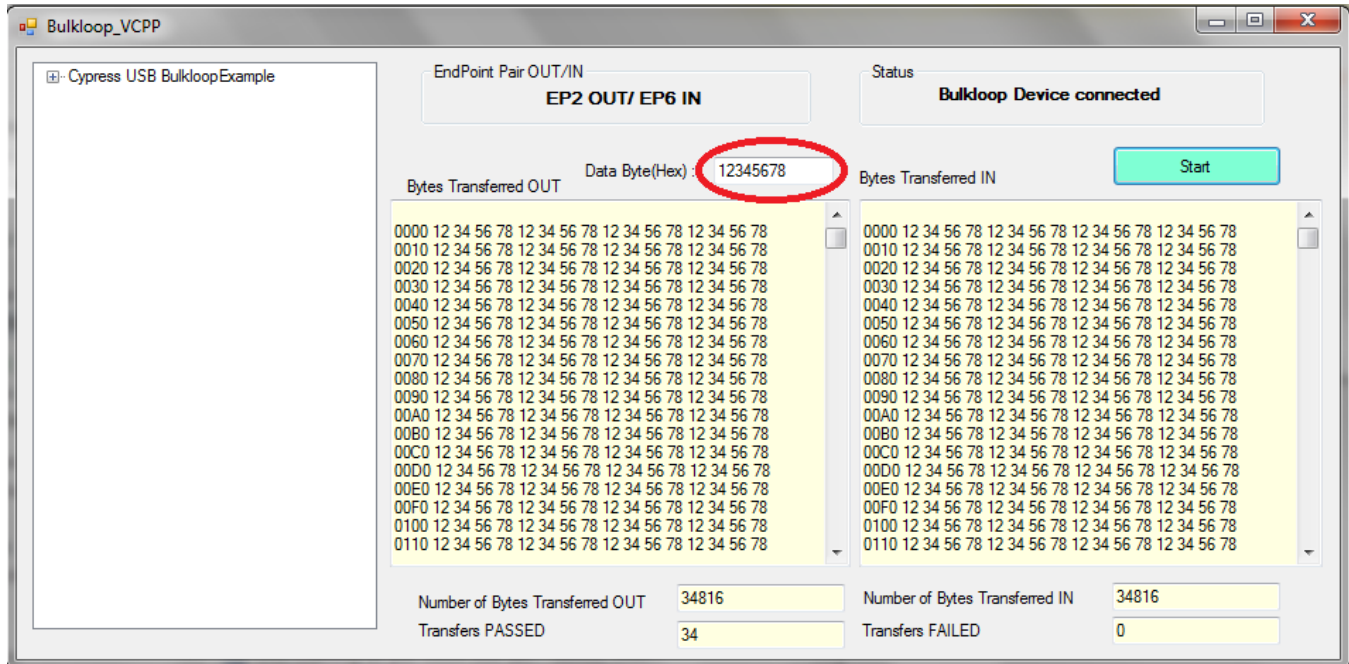 Bulkloop_VCPP
Cypress USB BulkloopExample
EndPoint Pair OUT/IN
EP2 OUT/ EP6 IN
Status
Bulkloop Device connected
Data Byte(Hex) :
12345678
Start
Bytes Transferred OUT
0000 12 34 56 78 12 34 56 78 12 34 56 78 12 34 56 78
0010 12 34 56 78 12 34 56 78 12 34 56 78 12 34 56 78
0020 12 34 56 78 12 34 56 78 12 34 56 78 12 34 56 78
0030 12 34 56 78 12 34 56 78 12 34 56 78 12 34 56 78
0040 12 34 56 78 12 34 56 78 12 34 56 78 12 34 56 78
0050 12 34 56 78 12 34 56 78 12 34 56 78 12 34 56 78
0060 12 34 56 78 12 34 56 78 12 34 56 78 12 34 56 78
0070 12 34 56 78 12 34 56 78 12 34 56 78 12 34 56 78
0080 12 34 56 78 12 34 56 78 12 34 56 78 12 34 56 78
0090 12 34 56 78 12 34 56 78 12 34 56 78 12 34 56 78
00A0 12 34 56 78 12 34 56 78 12 34 56 78 12 34 56 78
00B0 12 34 56 78 12 34 56 78 12 34 56 78 12 34 56 78
00C0 12 34 56 78 12 34 56 78 12 34 56 78 12 34 56 78
00D0 12 34 56 78 12 34 56 78 12 34 56 78 12 34 56 78
00E0 12 34 56 78 12 34 56 78 12 34 56 78 12 34 56 78
00F0 12 34 56 78 12 34 56 78 12 34 56 78 12 34 56 78
0100 12 34 56 78 12 34 56 78 12 34 56 78 12 34 56 78
0110 12 34 56 78 12 34 56 78 12 34 56 78 12 34 56 78
Bytes Transferred IN
0000 12 34 56 78 12 34 56 78 12 34 56 78 12 34 56 78
0010 12 34 56 78 12 34 56 78 12 34 56 78 12 34 56 78
0020 12 34 56 78 12 34 56 78 12 34 56 78 12 34 56 78
0030 12 34 56 78 12 34 56 78 12 34 56 78 12 34 56 78
0040 12 34 56 78 12 34 56 78 12 34 56 78 12 34 56 78
0050 12 34 56 78 12 34 56 78 12 34 56 78 12 34 56 78
0060 12 34 56 78 12 34 56 78 12 34 56 78 12 34 56 78
0070 12 34 56 78 12 34 56 78 12 34 56 78 12 34 56 78
0080 12 34 56 78 12 34 56 78 12 34 56 78 12 34 56 78
0090 12 34 56 78 12 34 56 78 12 34 56 78 12 34 56 78
00A0 12 34 56 78 12 34 56 78 12 34 56 78 12 34 56 78
00B0 12 34 56 78 12 34 56 78 12 34 56 78 12 34 56 78
00C0 12 34 56 78 12 34 56 78 12 34 56 78 12 34 56 78
00D0 12 34 56 78 12 34 56 78 12 34 56 78 12 34 56 78
00E0 12 34 56 78 12 34 56 78 12 34 56 78 12 34 56 78
00F0 12 34 56 78 12 34 56 78 12 34 56 78 12 34 56 78
0100 12 34 56 78 12 34 56 78 12 34 56 78 12 34 56 78
0110 12 34 56 78 12 34 56 78 12 34 56 78 12 34 56 78
Number of Bytes Transferred OUT 34816
Transfers PASSED 34
Number of Bytes Transferred IN 34816
Transfers FAILED 0